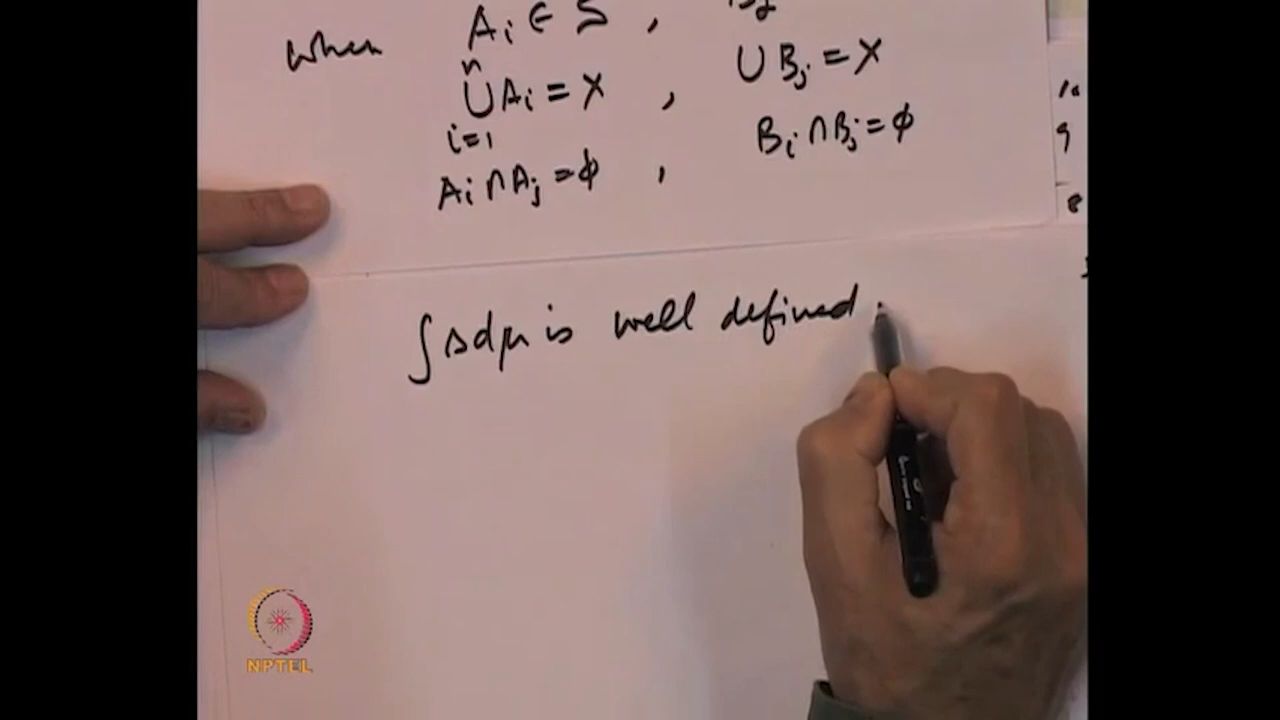 When Aᵢ ∈ S ,
n
⋃ Aᵢ = X , ⋃ Bⱼ = X
i=1
Aᵢ ∩ Aⱼ = ϕ , Bᵢ ∩ Bⱼ = ϕ
∫ s dμ is well defined.
NPTEL